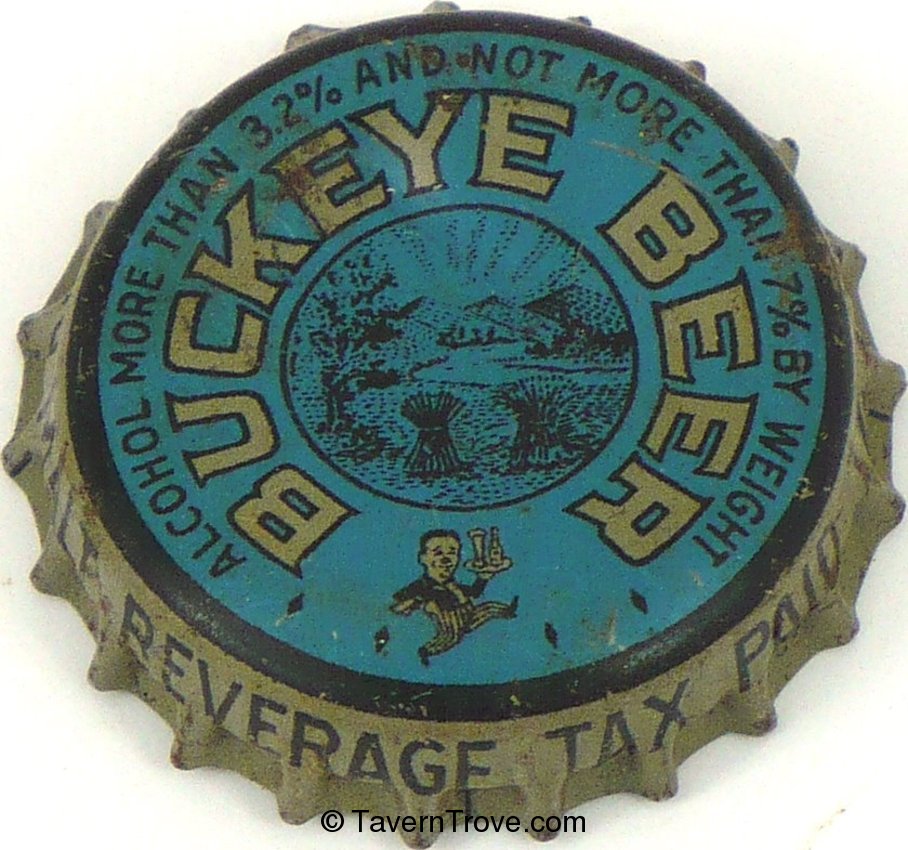 ALCOHOL MORE THAN 3.2% AND NOT MORE THAN 7% BY WEIGHT
BUCKEYE BEER
BEVERAGE TAX PAID
© TavernTrove.com